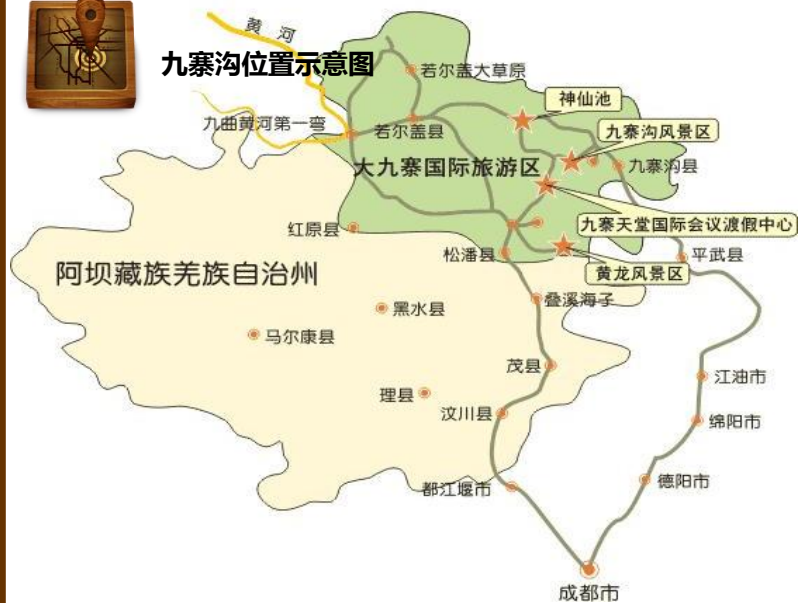 九寨沟位置示意图
黄河
若尔盖大草原
神仙池
九曲黄河第一弯
若尔盖县
九寨沟风景区
大九寨国际旅游区
九寨沟县
红原县
九寨天堂国际会议渡假中心
松潘县
平武县
阿坝藏族羌族自治州
黄龙风景区
叠溪海子
黑水县
马尔康县
茂县
江油市
理县
汶川县
绵阳市
都江堰市
德阳市
成都市